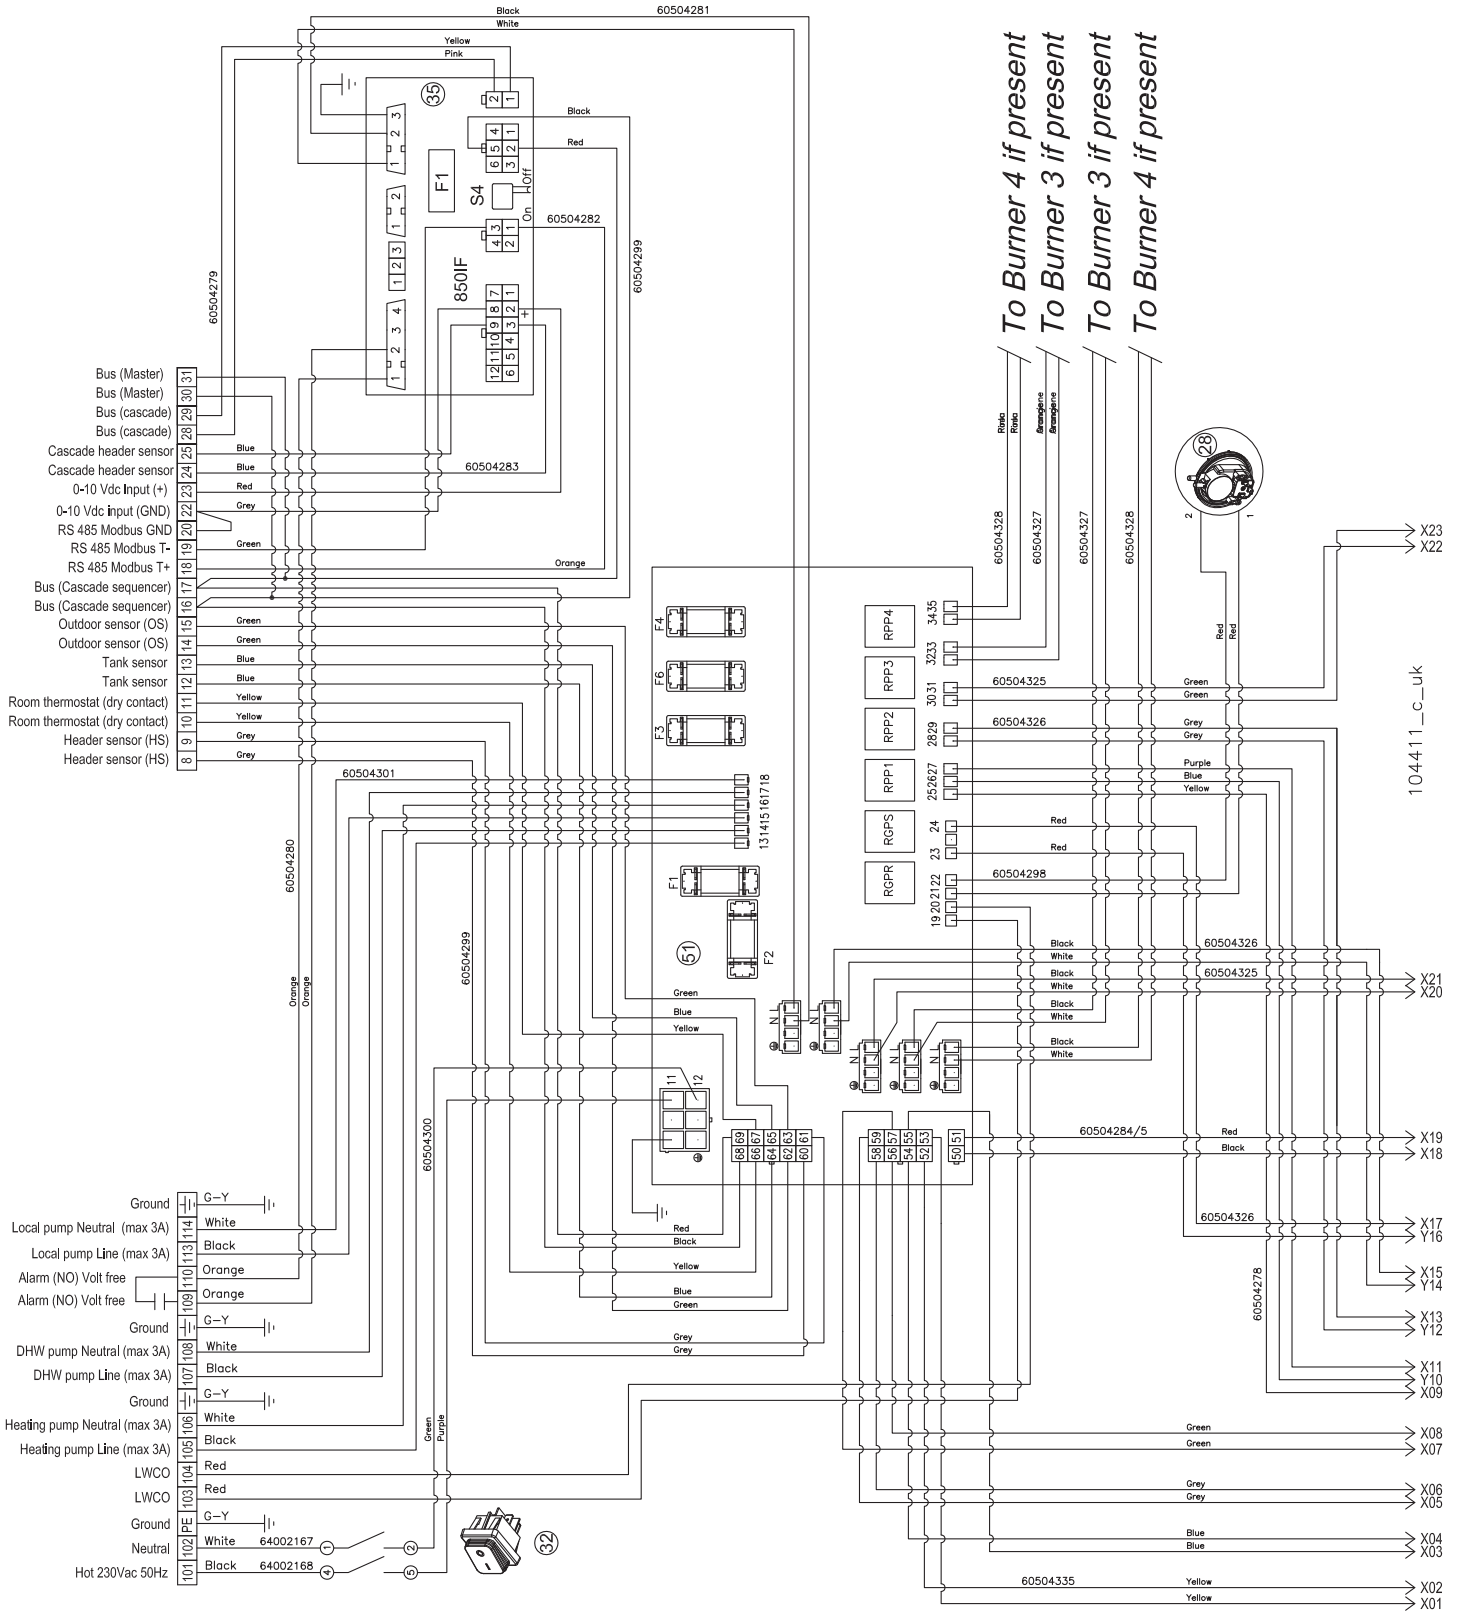 Black
60504281
White
Yellow
Pink
35
3
2
1
2
1
Black
4
1
5
2
6
3
Red
F1
S4
Off
On
2
1
60504282
3
1
4
2
3
2
1
850IF
60504299
60504279
7
1
8
2
9
3
10
4
11
5
12
6
+
4
3
2
1
To Burner 4 if present
To Burner 3 if present
To Burner 3 if present
To Burner 4 if present
Bus (Master) 31
Bus (Master) 30
Bus (cascade) 29
Bus (cascade) 28
Cascade header sensor 25 Blue
Cascade header sensor 24 Blue 60504283
0-10 Vdc Input (+) 23 Red
0-10 Vdc input (GND) 22 Grey
RS 485 Modbus GND 20
RS 485 Modbus T- 19 Green
RS 485 Modbus T+ 18 Orange
Bus (Cascade sequencer) 17
Bus (Cascade sequencer) 16
Outdoor sensor (OS) 15 Green
Outdoor sensor (OS) 14 Green
Tank sensor 13 Blue
Tank sensor 12 Blue
Room thermostat (dry contact) 11 Yellow
Room thermostat (dry contact) 10 Yellow
Header sensor (HS) 9 Grey
Header sensor (HS) 8 Grey
60504328
60504327
60504327
60504328
28
2
1
Red
Red
X23
X22
104411_c_uk
F4
F6
F3
F1
F2
51
RPP4
RPP3
RPP2
RPP1
RGPS
RGPR
3435
3233
3031
2829
252627
24
23
2122
1920
60504325 Green
Green
60504326 Grey
Grey
Purple
Blue
Yellow
Red
Red
60504298
60504301
131415161718
60504280
60504299
Orange
Orange
Black 60504326
White
Black 60504325
White
X21
X20
Black
White
Black
White
Green
Blue
Yellow
L
N
L
N
L
N
L
N
L
N
11
12
60504300
68 69
66 67
64 65
62 63
60 61
58 59
56 57
54 55
52 53
50 51
60504284/5 Red X19
Black X18
60504326 X17
Y16
60504278
X15
Y14
X13
Y12
X11
Y10
X09
Red
Black
Yellow
Blue
Green
Grey
Grey
Ground G-Y
Local pump Neutral (max 3A) 114 White
Local pump Line (max 3A) 113 Black
Alarm (NO) Volt free 110 Orange
Alarm (NO) Volt free 109 Orange
Ground G-Y
DHW pump Neutral (max 3A) 108 White
DHW pump Line (max 3A) 107 Black
Ground G-Y
Heating pump Neutral (max 3A) 106 White
Heating pump Line (max 3A) 105 Black
LWCO 104 Red
LWCO 103 Red
Ground PE G-Y
Neutral 102 White 64002167 1 2
Hot 230Vac 50Hz 101 Black 64002168 4 5
Green
Purple
32
Green X08
Green X07
Grey X06
Grey X05
Blue X04
Blue X03
60504335 Yellow X02
Yellow X01